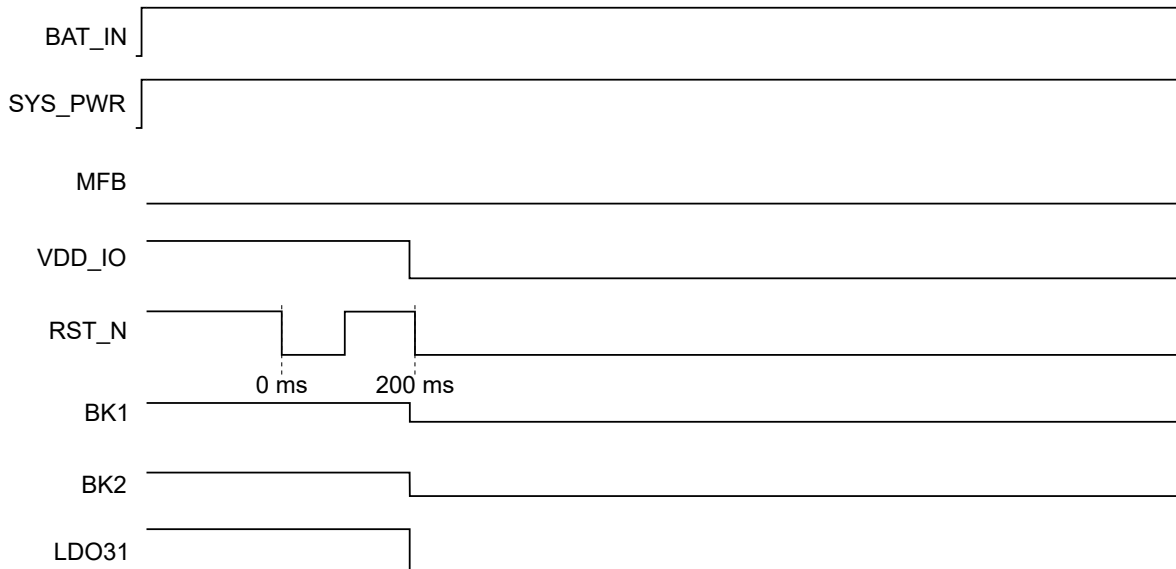 BAT_IN
SYS_PWR
MFB
VDD_IO
RST_N
0 ms 200 ms
BK1
BK2
LDO31